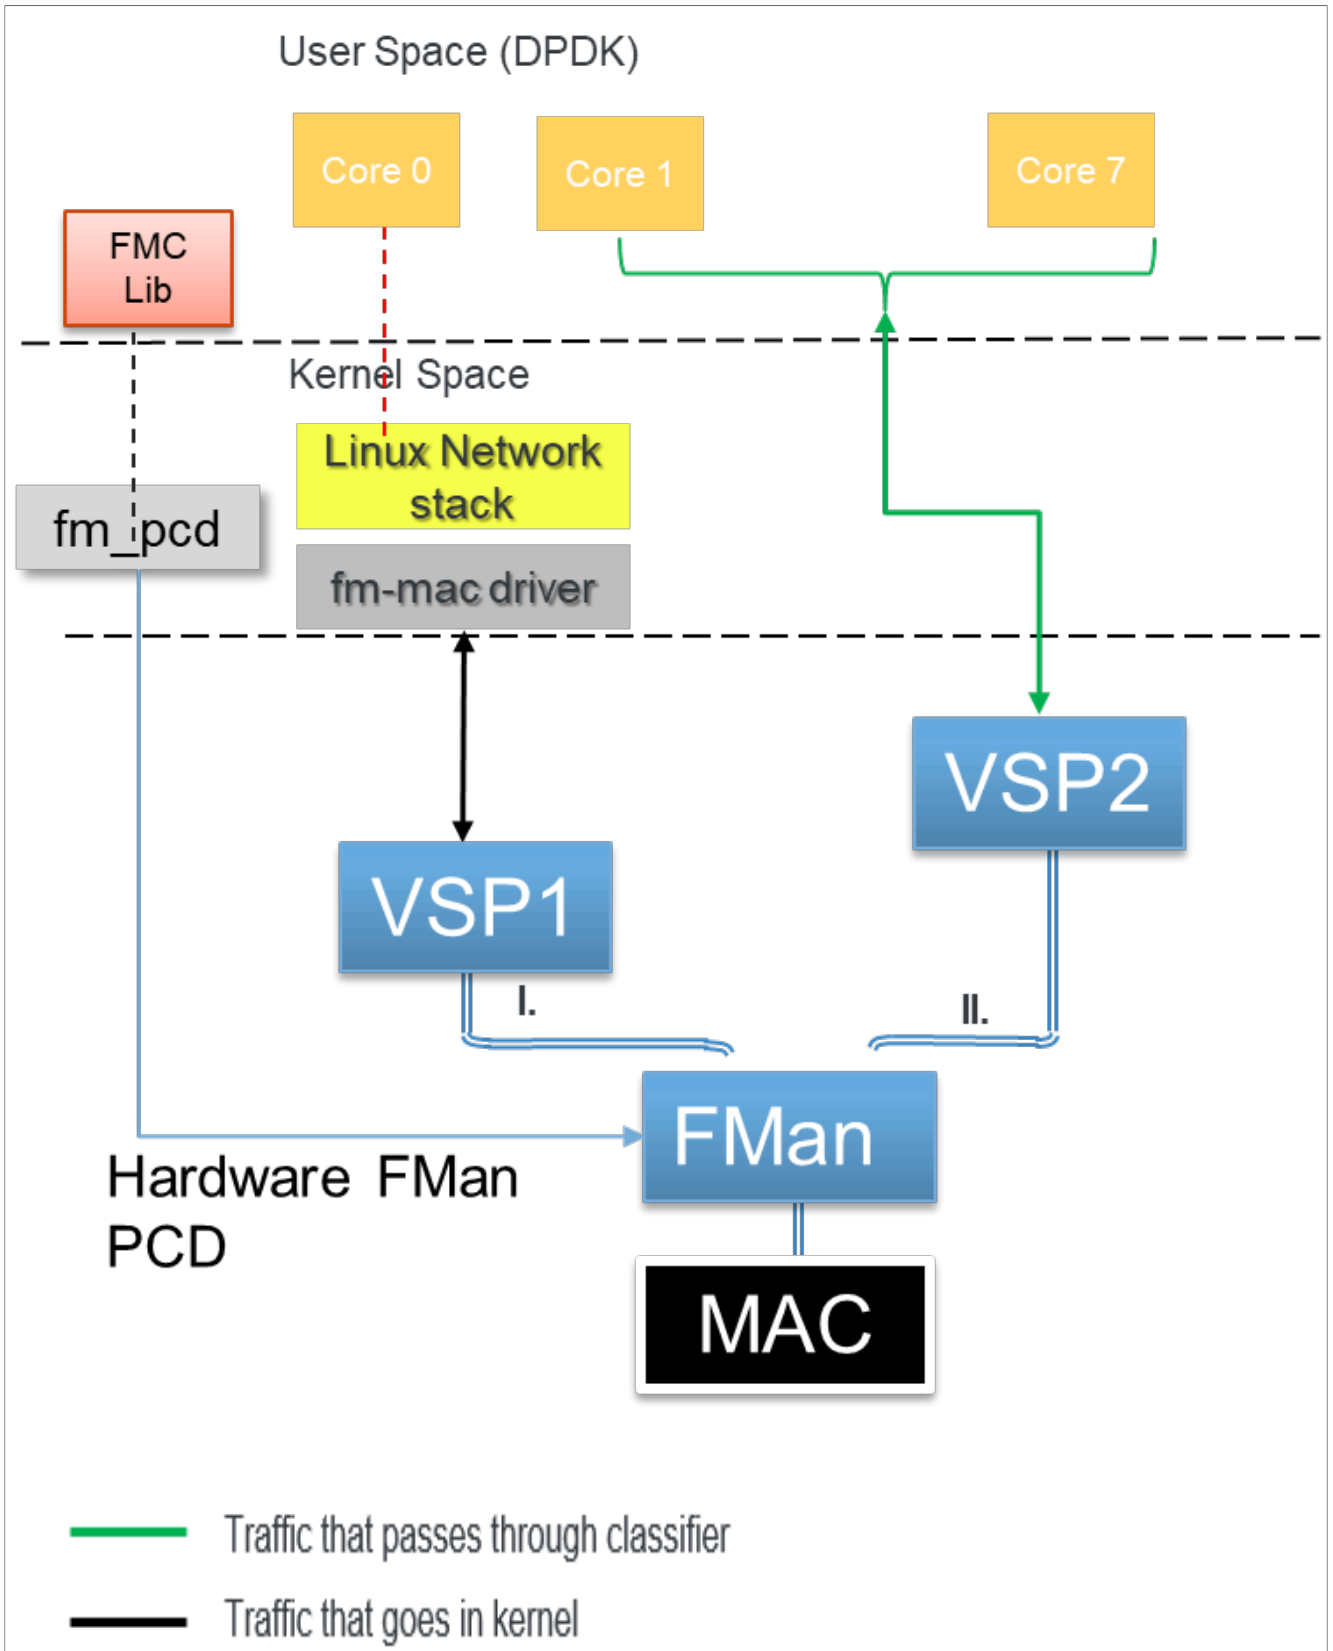 User Space (DPDK)
Core 0
Core 1
Core 7
FMC
Lib
Kernel Space
Linux Network
stack
fm_pcd
fm-mac driver
VSP2
VSP1
I.
II.
FMan
Hardware FMan
PCD
MAC
Traffic that passes through classifier
Traffic that goes in kernel